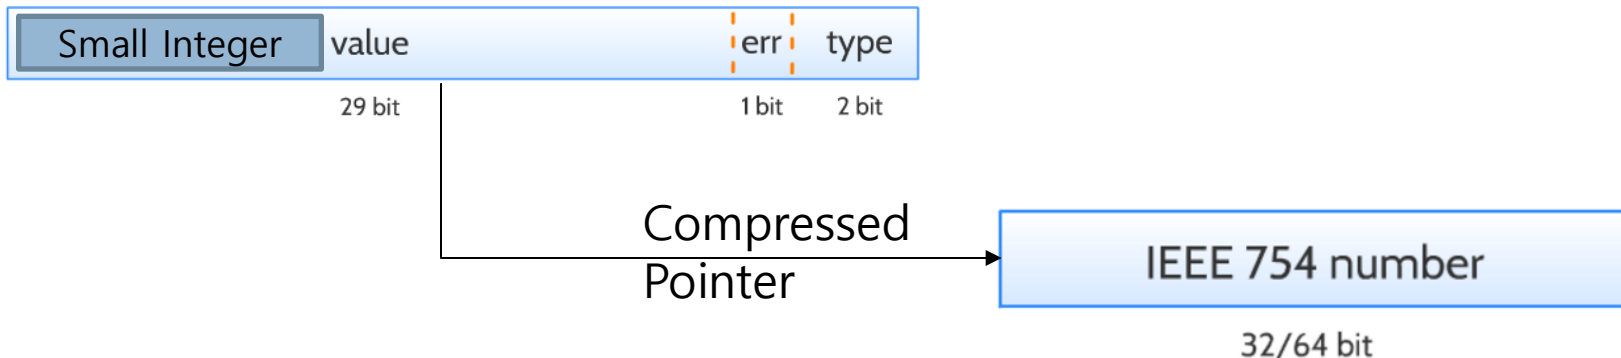 Small Integer value err type
29 bit 1 bit 2 bit
Compressed
Pointer
IEEE 754 number
32/64 bit